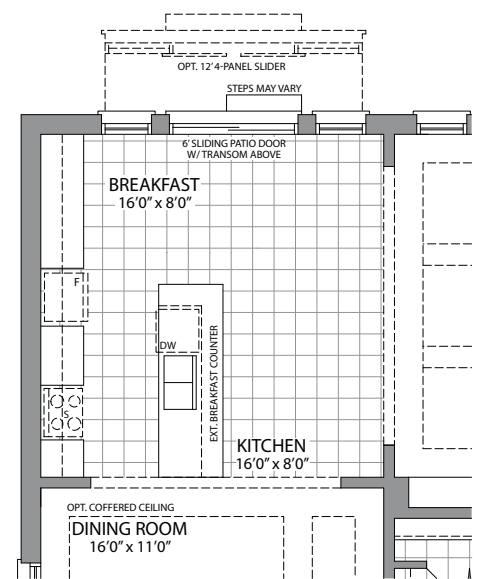 OPT. 12' 4-PANEL SLIDER
STEPS MAY VARY
6' SLIDING PATIO DOOR
W/ TRANSOM ABOVE
BREAKFAST
16'0" x 8'0"
F
DW
EXT. BREAKFAST COUNTER
S
KITCHEN
16'0" x 8'0"
OPT. COFFERED CEILING
DINING ROOM
16'0" x 11'0"